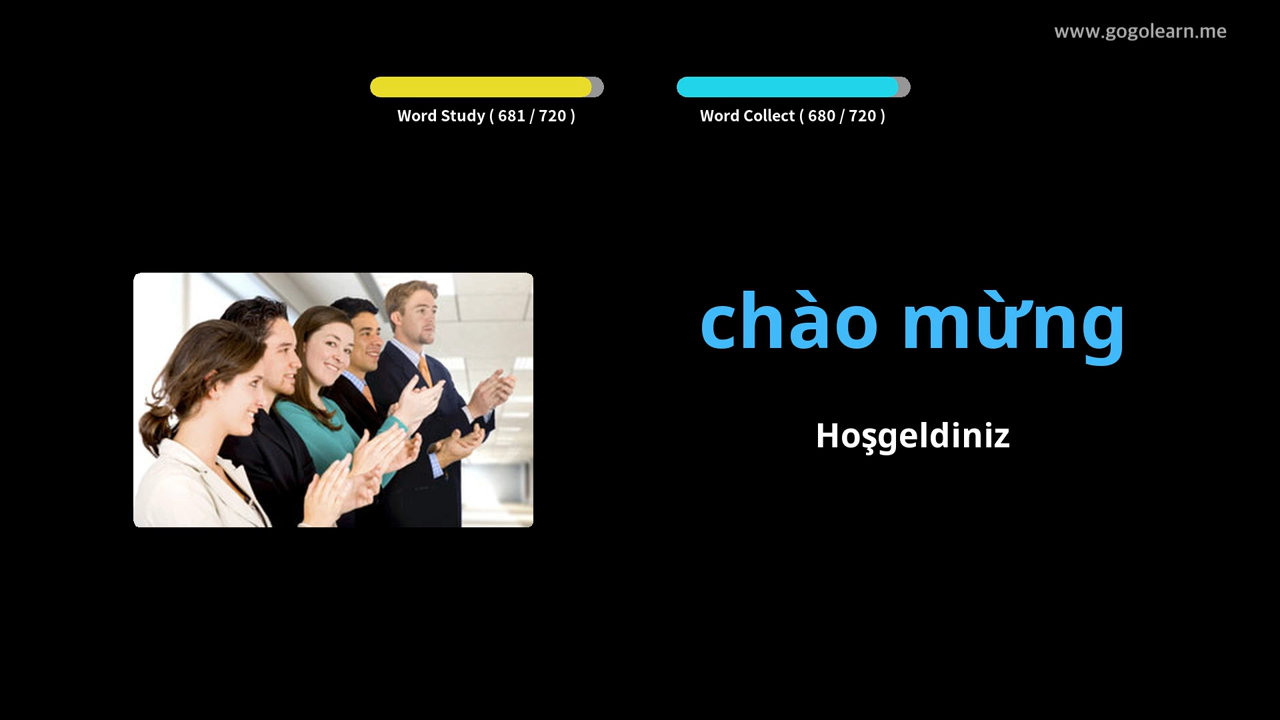 www.gogolearn.me
Word Study ( 681 / 720 )
Word Collect ( 680 / 720 )
chào mừng
Hoşgeldiniz